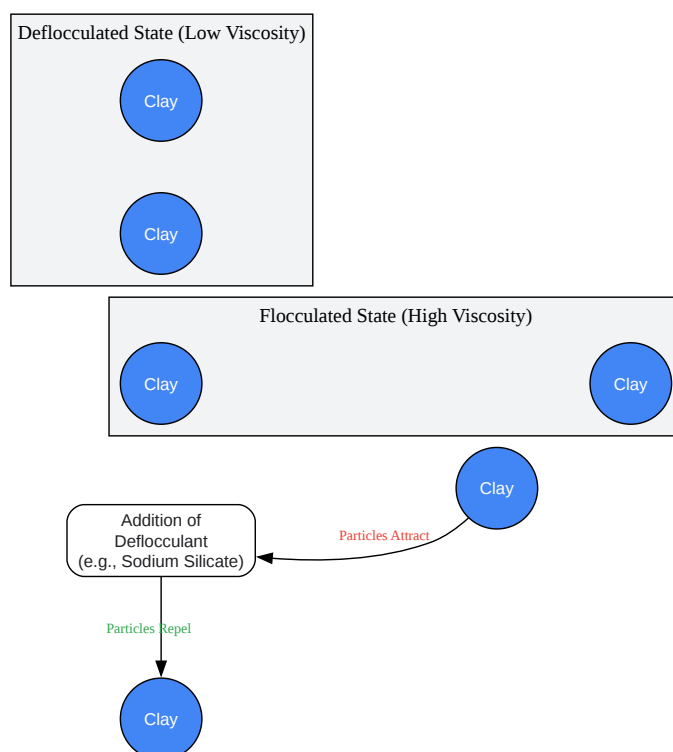 Deflocculated State (Low Viscosity)
Clay
Clay
Flocculated State (High Viscosity)
Clay
Clay
Clay
Addition of
Deflocculant
(e.g., Sodium Silicate)
Particles Attract
Particles Repel
Clay